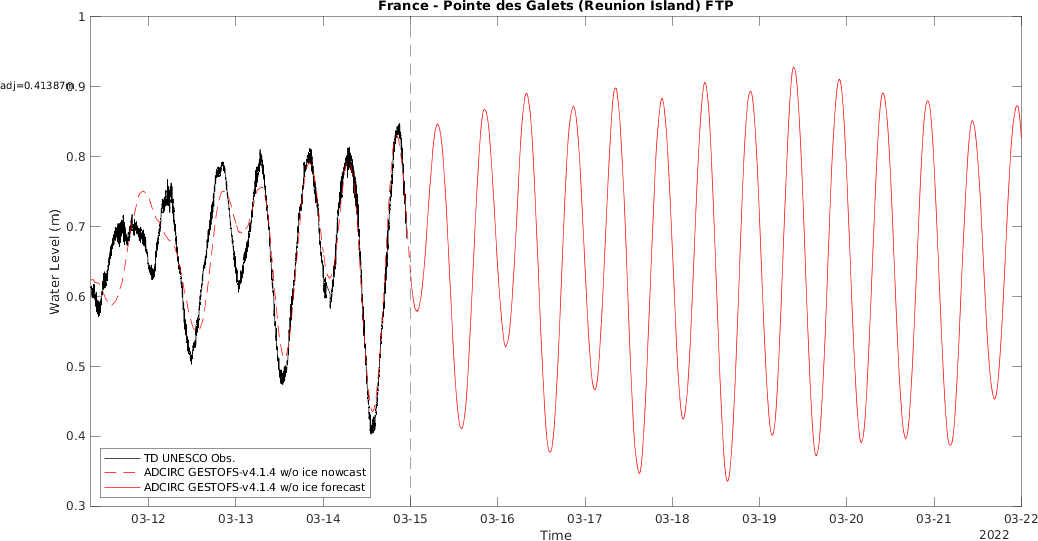 France - Pointe des Galets (Reunion Island) FTP
adj=0.41387m
1
0.9
0.8
0.7
0.6
0.5
0.4
0.3
Water Level (m)
TD UNESCO Obs.
ADCIRC GESTOFS-v4.1.4 w/o ice nowcast
ADCIRC GESTOFS-v4.1.4 w/o ice forecast
03-12 03-13 03-14 03-15 03-16 03-17 03-18 03-19 03-20 03-21 03-22
Time
2022